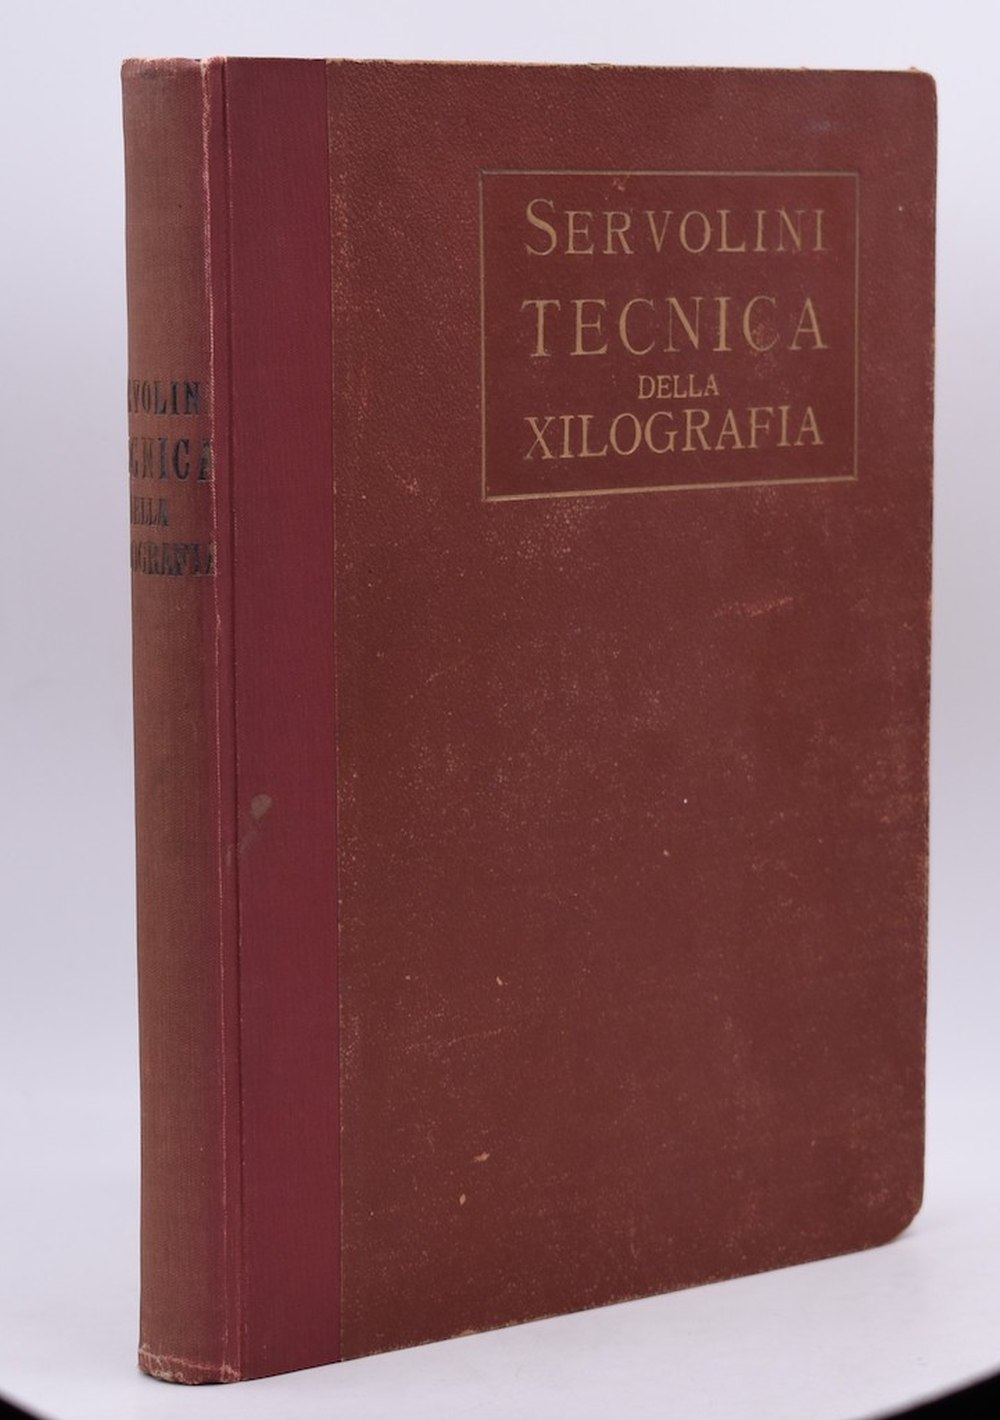 SERVOLINI
TECNICA
DELLA
XILOGRAFIA